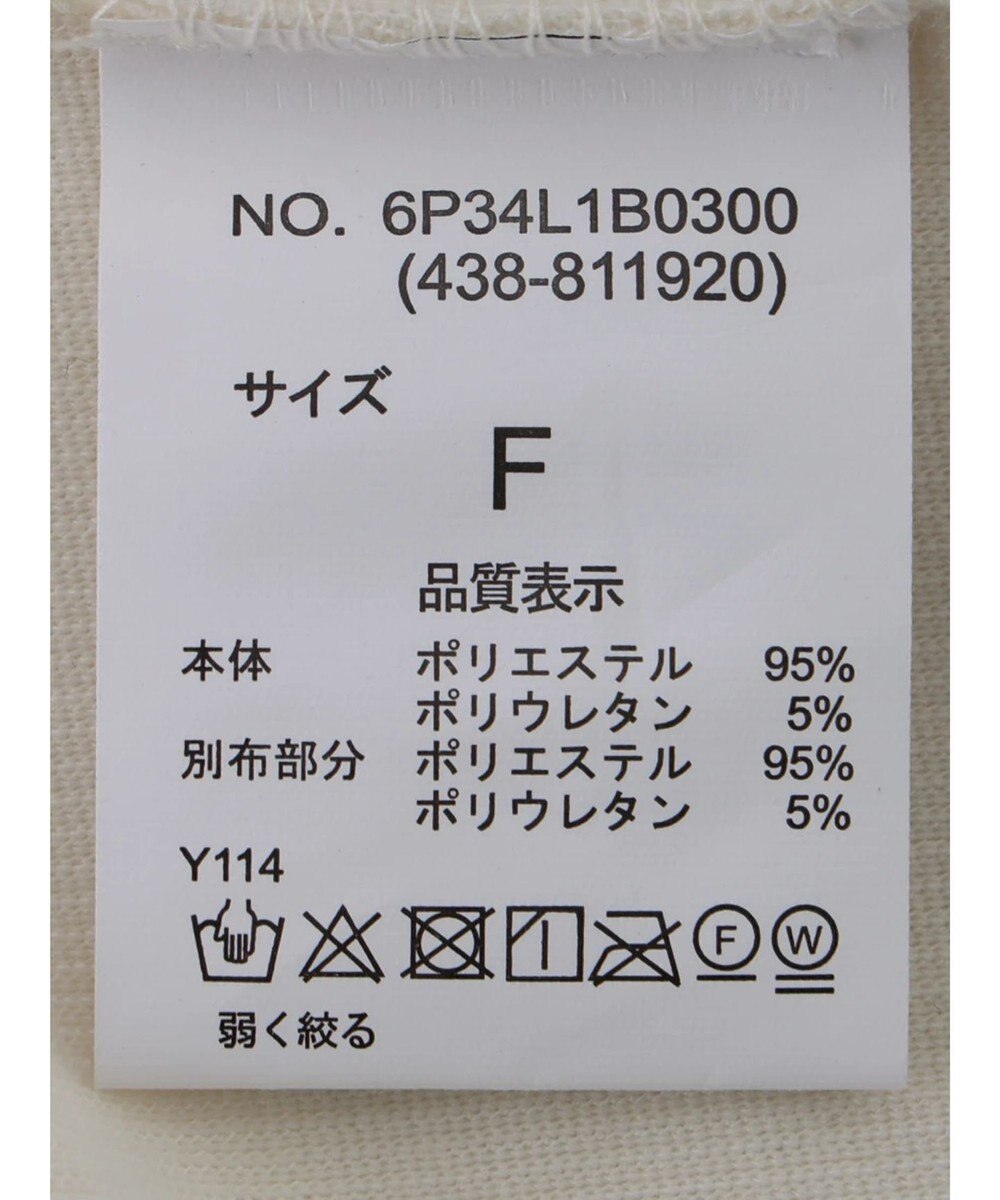 NO. 6P34L1B0300
(438-811920)
サイズ
F
品質表示
本体 ポリエステル 95%
ポリウレタン 5%
別布部分 ポリエステル 95%
ポリウレタン 5%
Y114
F W
弱く絞る